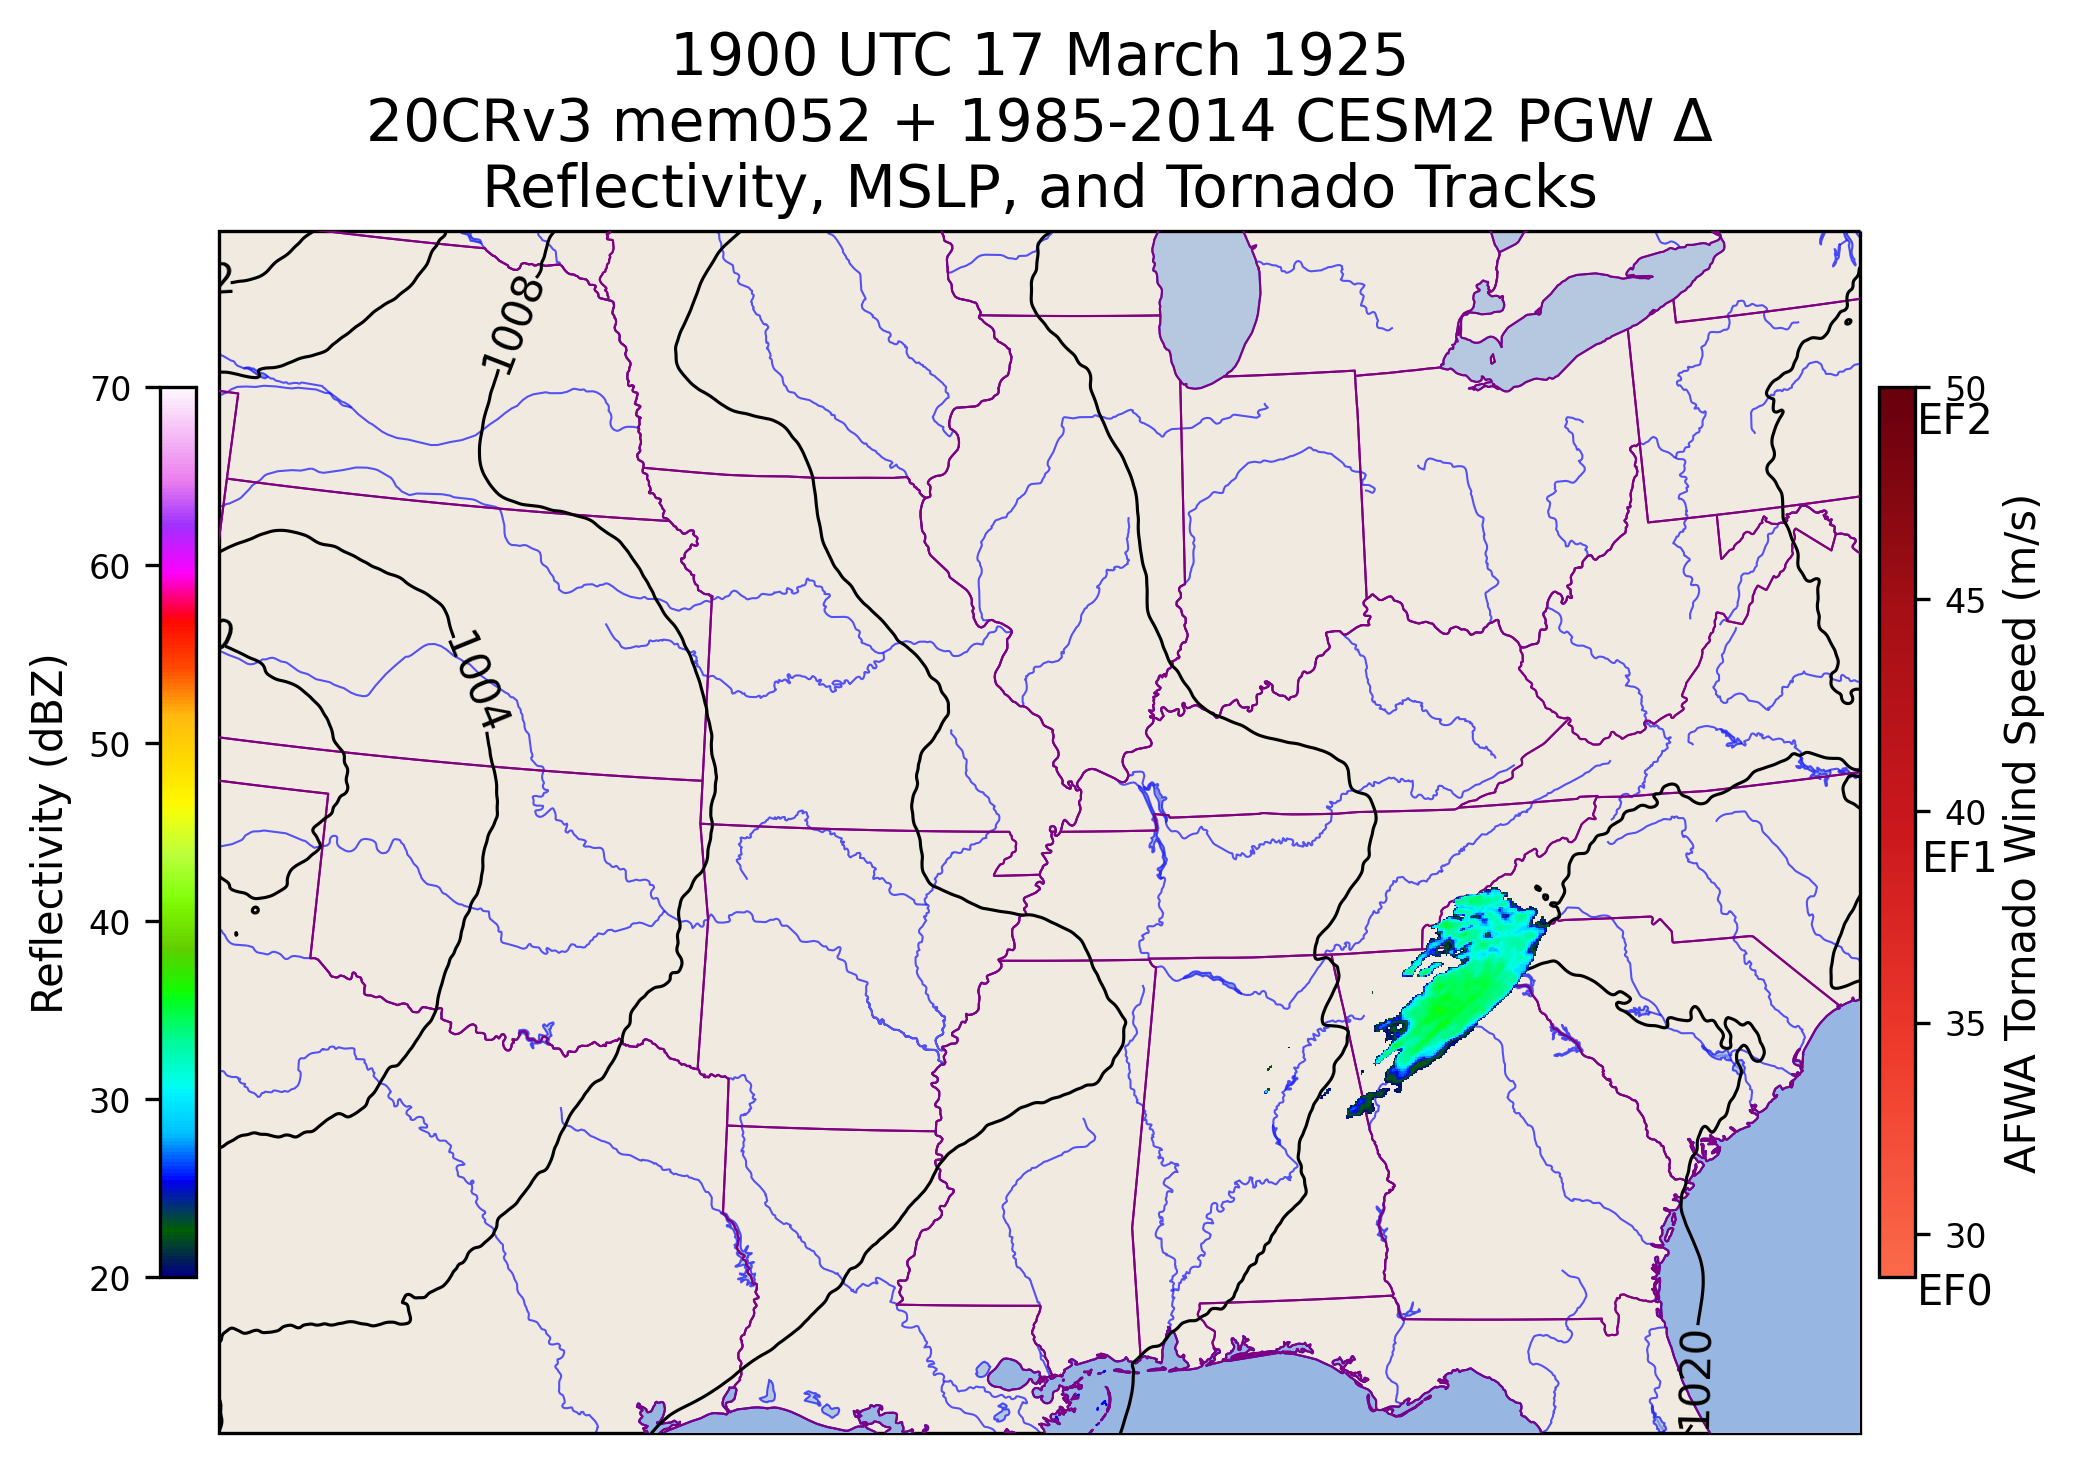 1900 UTC 17 March 1925
20CRv3 mem052 + 1985-2014 CESM2 PGW Δ
Reflectivity, MSLP, and Tornado Tracks
Reflectivity (dBZ)
70
60
50
40
30
20
1008
1004
1020
50
EF2
45
40
EF1
35
30
EF0
AFWA Tornado Wind Speed (m/s)